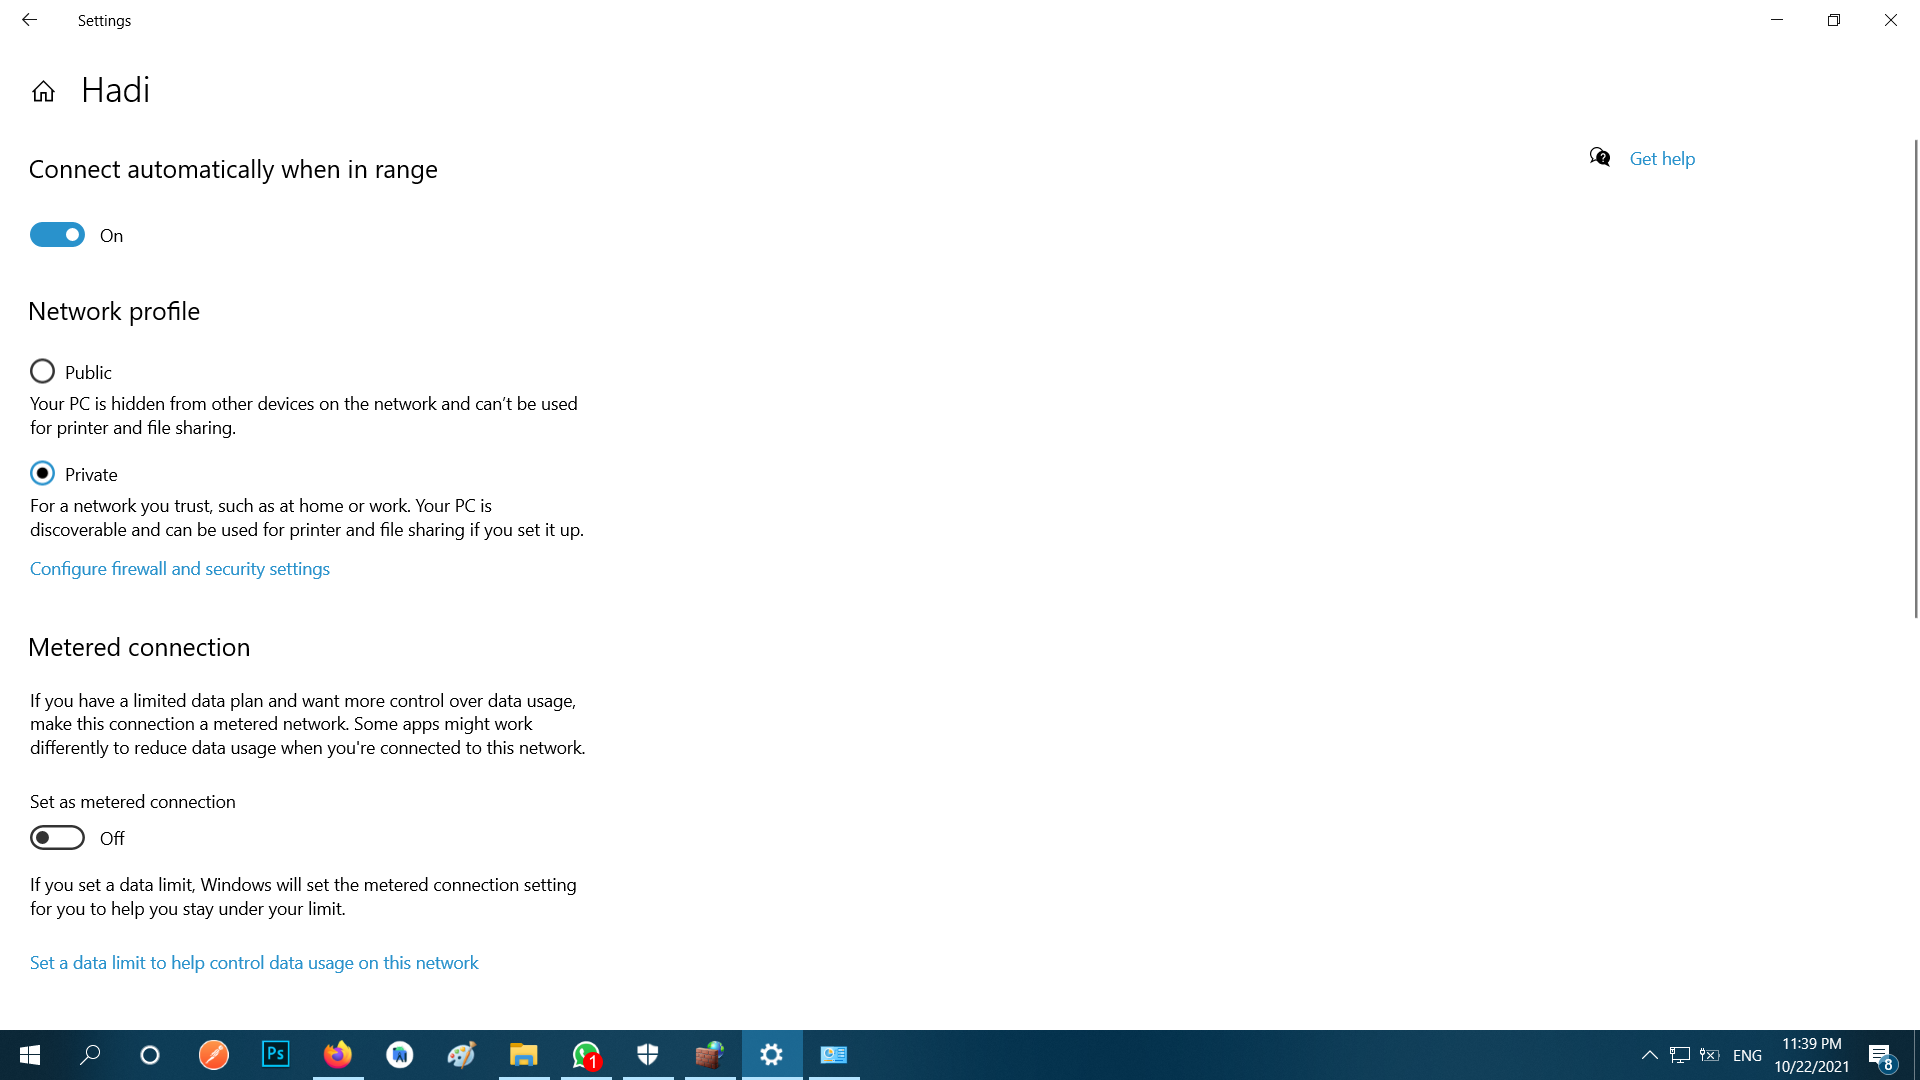 Settings
Hadi
Connect automatically when in range
Get help
On
Network profile
Public
Your PC is hidden from other devices on the network and can’t be used
for printer and file sharing.
Private
For a network you trust, such as at home or work. Your PC is
discoverable and can be used for printer and file sharing if you set it up.
Configure firewall and security settings
Metered connection
If you have a limited data plan and want more control over data usage,
make this connection a metered network. Some apps might work
differently to reduce data usage when you're connected to this network.
Set as metered connection
Off
If you set a data limit, Windows will set the metered connection setting
for you to help you stay under your limit.
Set a data limit to help control data usage on this network
Ps
1
ENG
11:39 PM
10/22/2021
8